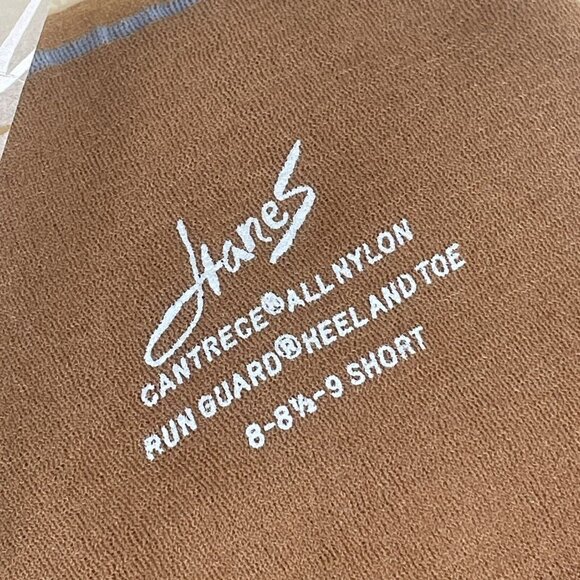 Hanes
CANTRECE® ALL NYLON
RUN GUARD® HEEL AND TOE
8-8½-9 SHORT